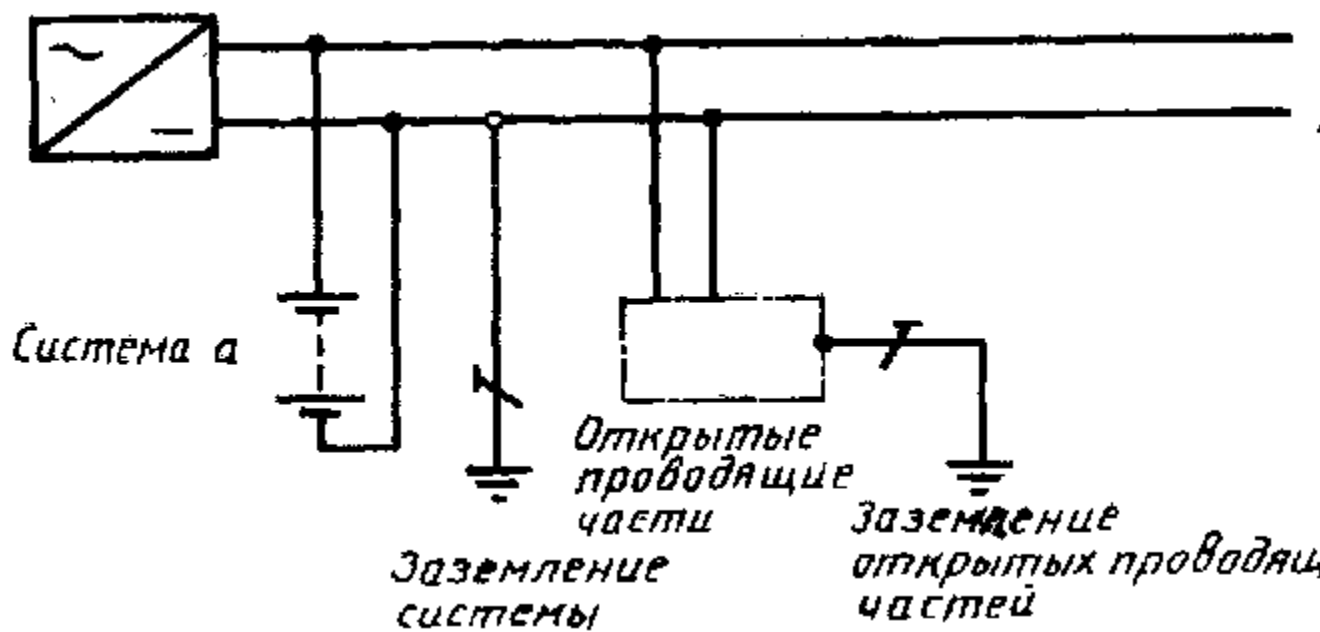 Система а
Открытые
проводящие
части
Заземление
системы
Заземление
открытых проводящ
частей